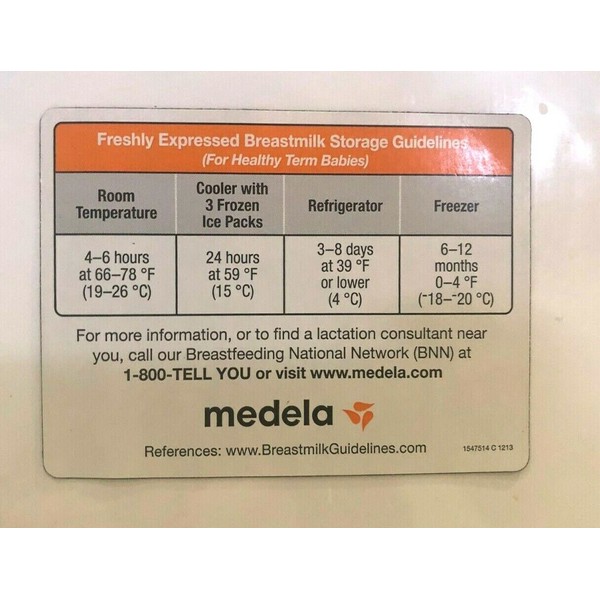 Freshly Expressed Breastmilk Storage Guidelines
(For Healthy Term Babies)
Room
Temperature
Cooler with
3 Frozen
Ice Packs
Refrigerator
Freezer
4–6 hours
at 66–78 °F
(19–26 °C)
24 hours
at 59 °F
(15 °C)
3–8 days
at 39 °F
or lower
(4 °C)
6–12
months
0–4 °F
(-18–-20 °C)
For more information, or to find a lactation consultant near
you, call our Breastfeeding National Network (BNN) at
1-800-TELL YOU or visit www.medela.com
medela
References: www.BreastmilkGuidelines.com
1547514 C 1213